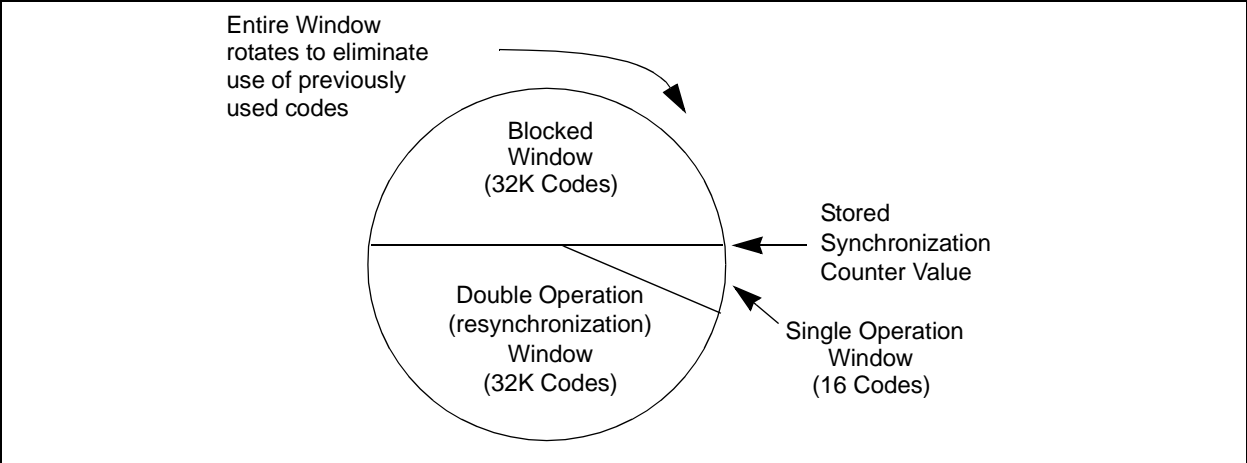 Entire Window
rotates to eliminate
use of previously
used codes
Blocked
Window
(32K Codes)
Stored
Synchronization
Counter Value
Double Operation
(resynchronization)
Window
(32K Codes)
Single Operation
Window
(16 Codes)